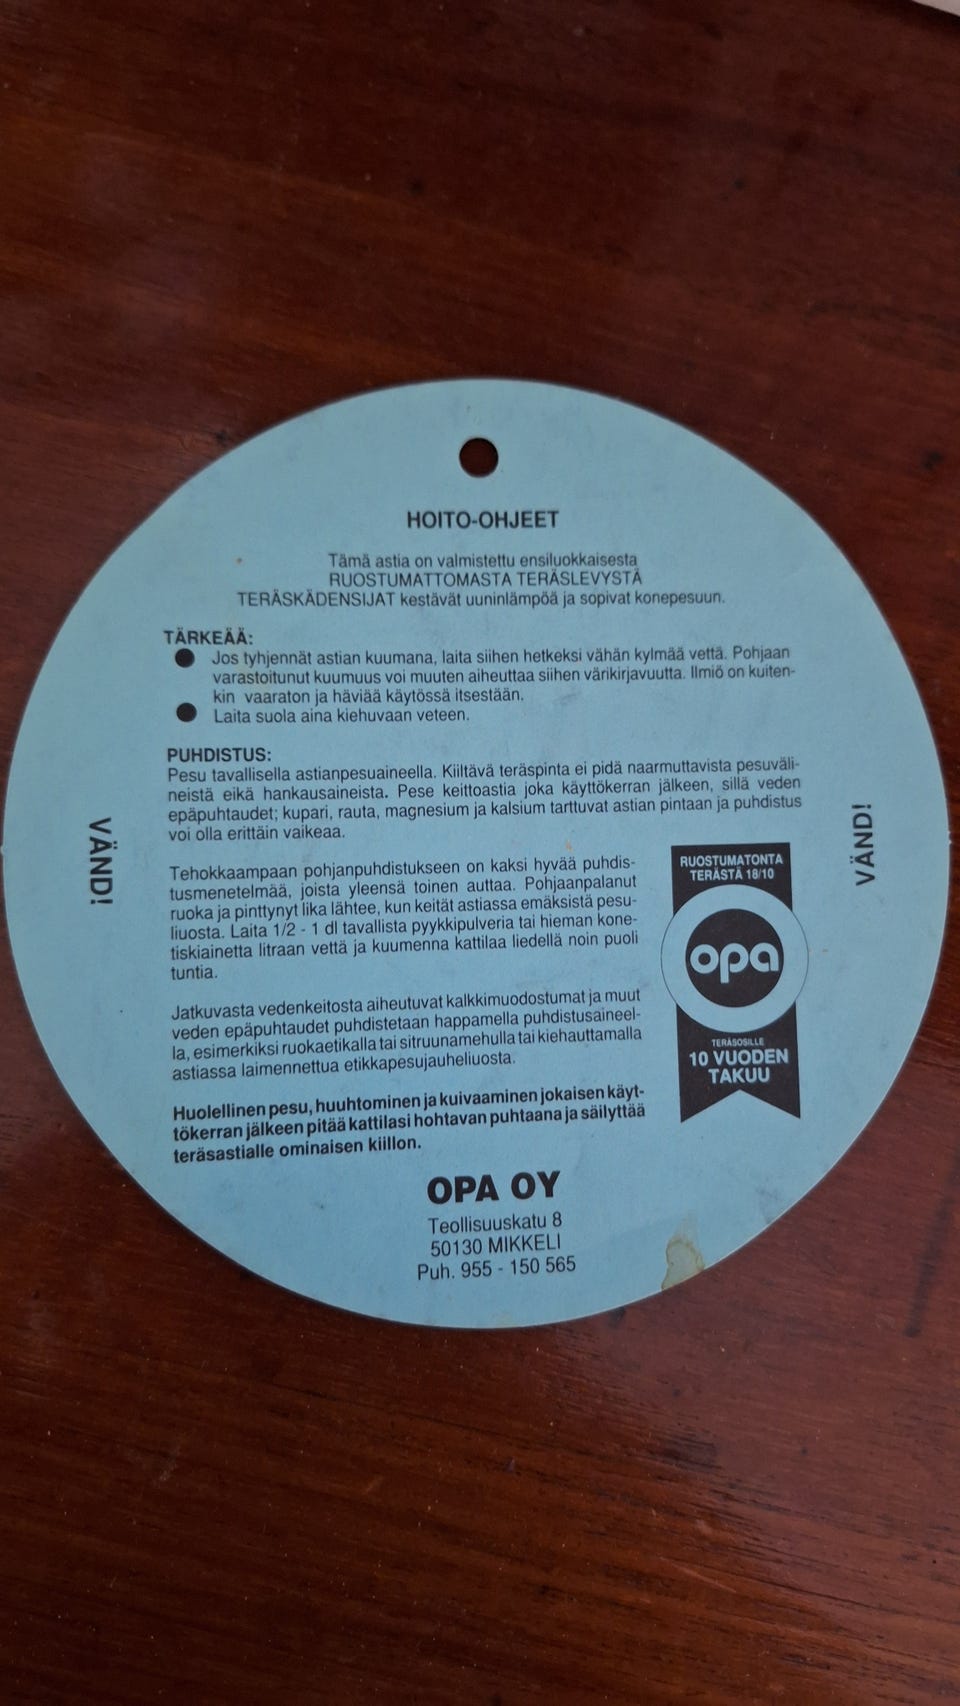 HOITO-OHJEET
Tämä astia on valmistettu ensiluokkaisesta
RUOSTUMATTOMASTA TERÄSLEVYSTÄ
TERÄSKÄDENSIJAT kestävät uuninlämpöä ja sopivat konepesuun.
TÄRKEÄÄ:
● Jos tyhjennät astian kuumana, laita siihen hetkeksi vähän kylmää vettä. Pohjaan
varastoitunut kuumuus voi muuten aiheuttaa siihen värikirjavuutta. Ilmiö on kuiten-
kin vaaraton ja häviää käytössä itsestään.
● Laita suola aina kiehuvaan veteen.
PUHDISTUS:
Pesu tavallisella astianpesuaineella. Kiiltävä teräspinta ei pidä naarmuttavista pesuväli-
neistä eikä hankausaineista. Pese keittoastia joka käyttökerran jälkeen, sillä veden
epäpuhtaudet; kupari, rauta, magnesium ja kalsium tarttuvat astian pintaan ja puhdistus
voi olla erittäin vaikeaa.
Tehokkaampaan pohjanpuhdistukseen on kaksi hyvää puhdis-
tusmenetelmää, joista yleensä toinen auttaa. Pohjaanpalanut
ruoka ja pinttynyt lika lähtee, kun keität astiassa emäksistä pesu-
liuosta. Laita 1/2 - 1 dl tavallista pyykkipulveria tai hieman kone-
tiskiainetta litraan vettä ja kuumenna kattilaa liedellä noin puoli
tuntia.
Jatkuvasta vedenkeitosta aiheutuvat kalkkimuodostumat ja muut
veden epäpuhtaudet puhdistetaan happamella puhdistusaineel-
la, esimerkiksi ruokaetikalla tai sitruunamehulla tai kiehauttamalla
astiassa laimennettua etikkapesujauheliuosta.
Huolellinen pesu, huuhtominen ja kuivaaminen jokaisen käyt-
tökerran jälkeen pitää kattilasi hohtavan puhtaana ja säilyttää
teräsastialle ominaisen kiillon.
RUOSTUMATONTA
TERÄSTÄ 18/10
opa
TERÄSOSILLE
10 VUODEN
TAKUU
OPA OY
Teollisuuskatu 8
50130 MIKKELI
Puh. 955 - 150 565
VÄND!
VÄND!